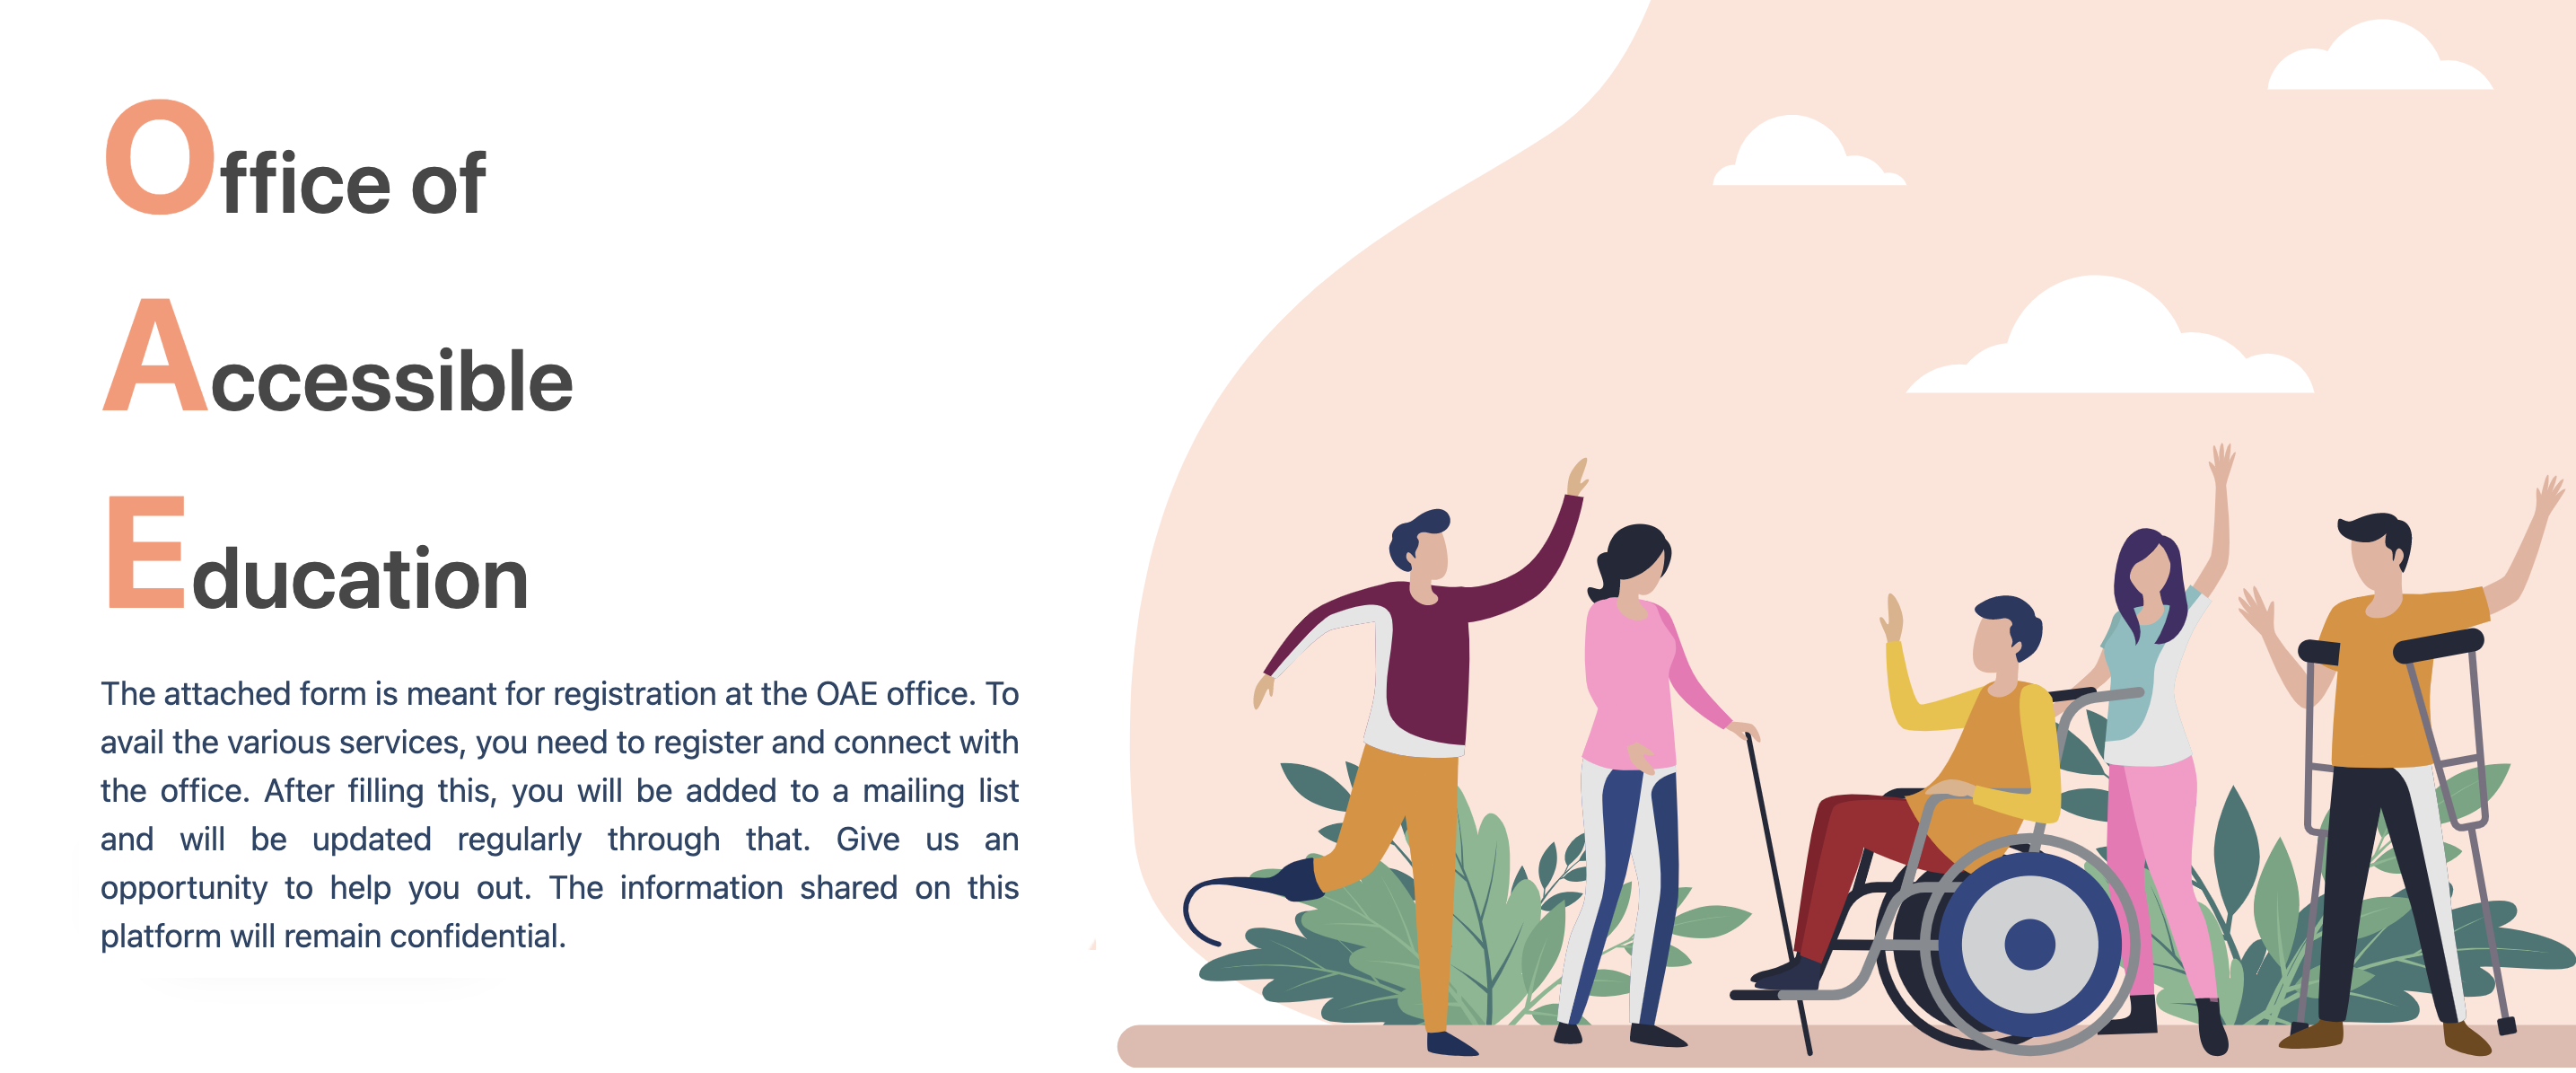 Office of
Accessible
Education
The attached form is meant for registration at the OAE office. To
avail the various services, you need to register and connect with
the office. After filling this, you will be added to a mailing list
and will be updated regularly through that. Give us an
opportunity to help you out. The information shared on this
platform will remain confidential.